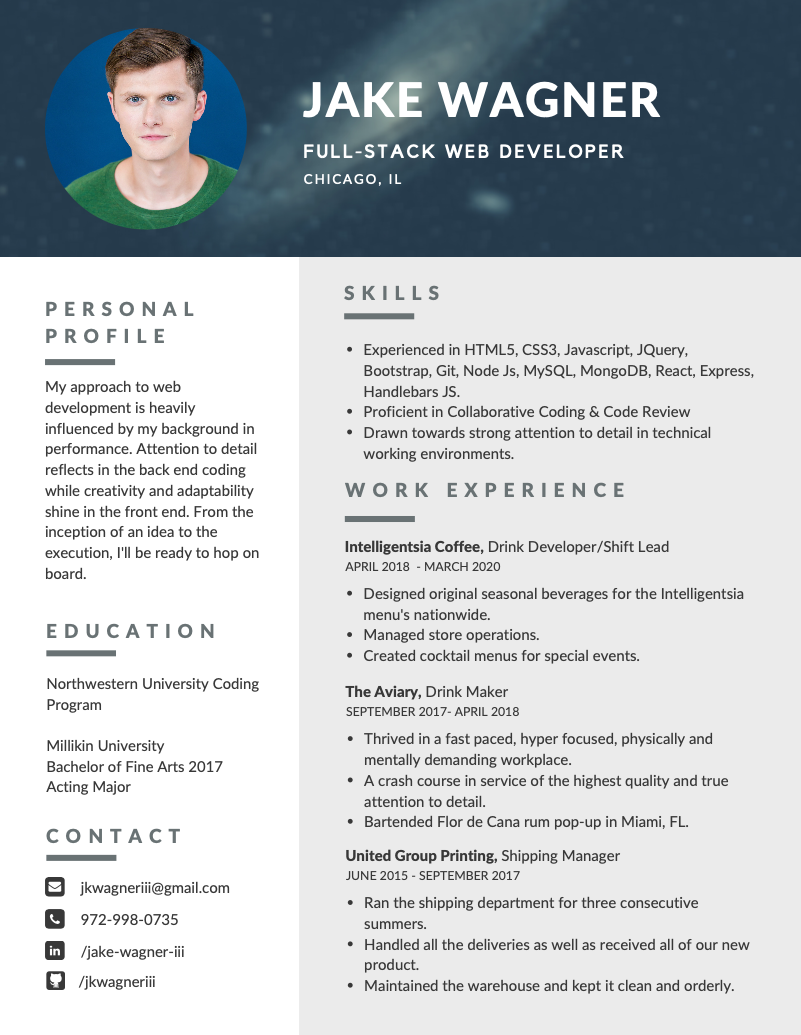 JAKE WAGNER
FULL-STACK WEB DEVELOPER
CHICAGO, IL
PERSONAL
PROFILE
My approach to web
development is heavily
influenced by my background in
performance. Attention to detail
reflects in the back end coding
while creativity and adaptability
shine in the front end. From the
inception of an idea to the
execution, I'll be ready to hop on
board.
EDUCATION
Northwestern University Coding
Program
Millikin University
Bachelor of Fine Arts 2017
Acting Major
CONTACT
jkwagneriii@gmail.com
972-998-0735
in /jake-wagner-iii
/jkwagneriii
SKILLS
• Experienced in HTML5, CSS3, Javascript, JQuery,
Bootstrap, Git, Node Js, MySQL, MongoDB, React, Express,
Handlebars JS.
• Proficient in Collaborative Coding & Code Review
• Drawn towards strong attention to detail in technical
working environments.
WORK EXPERIENCE
Intelligentsia Coffee, Drink Developer/Shift Lead
APRIL 2018 - MARCH 2020
• Designed original seasonal beverages for the Intelligentsia
menu's nationwide.
• Managed store operations.
• Created cocktail menus for special events.
The Aviary, Drink Maker
SEPTEMBER 2017- APRIL 2018
• Thrived in a fast paced, hyper focused, physically and
mentally demanding workplace.
• A crash course in service of the highest quality and true
attention to detail.
• Bartended Flor de Cana rum pop-up in Miami, FL.
United Group Printing, Shipping Manager
JUNE 2015 - SEPTEMBER 2017
• Ran the shipping department for three consecutive
summers.
• Handled all the deliveries as well as received all of our new
product.
• Maintained the warehouse and kept it clean and orderly.